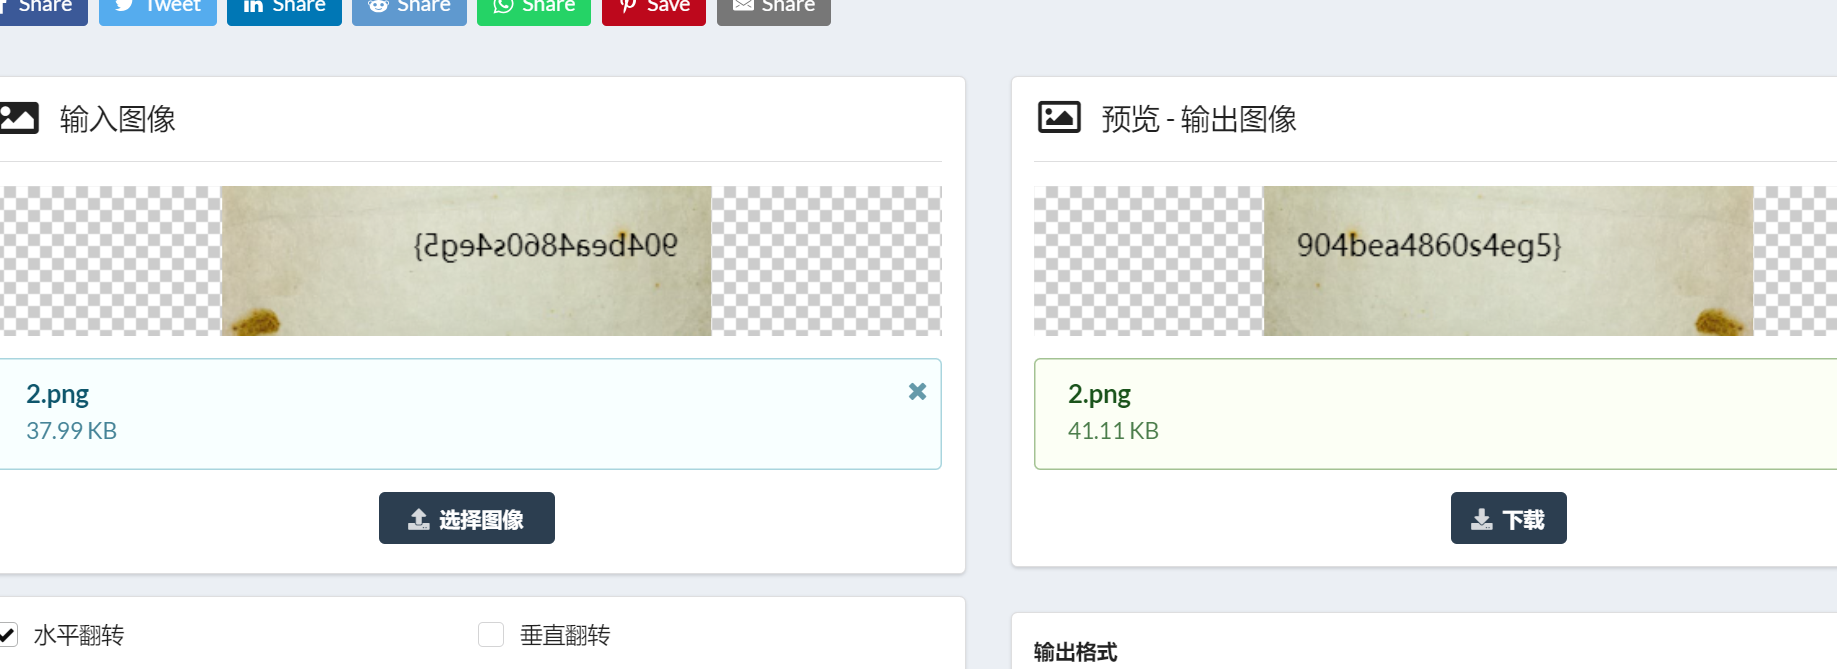 Share Tweet Share Share Share Save Share
输入图像
904bea4860s4eg5}
2.png
37.99 KB
选择图像
水平翻转 垂直翻转
预览 - 输出图像
904bea4860s4eg5}
2.png
41.11 KB
下载
输出格式